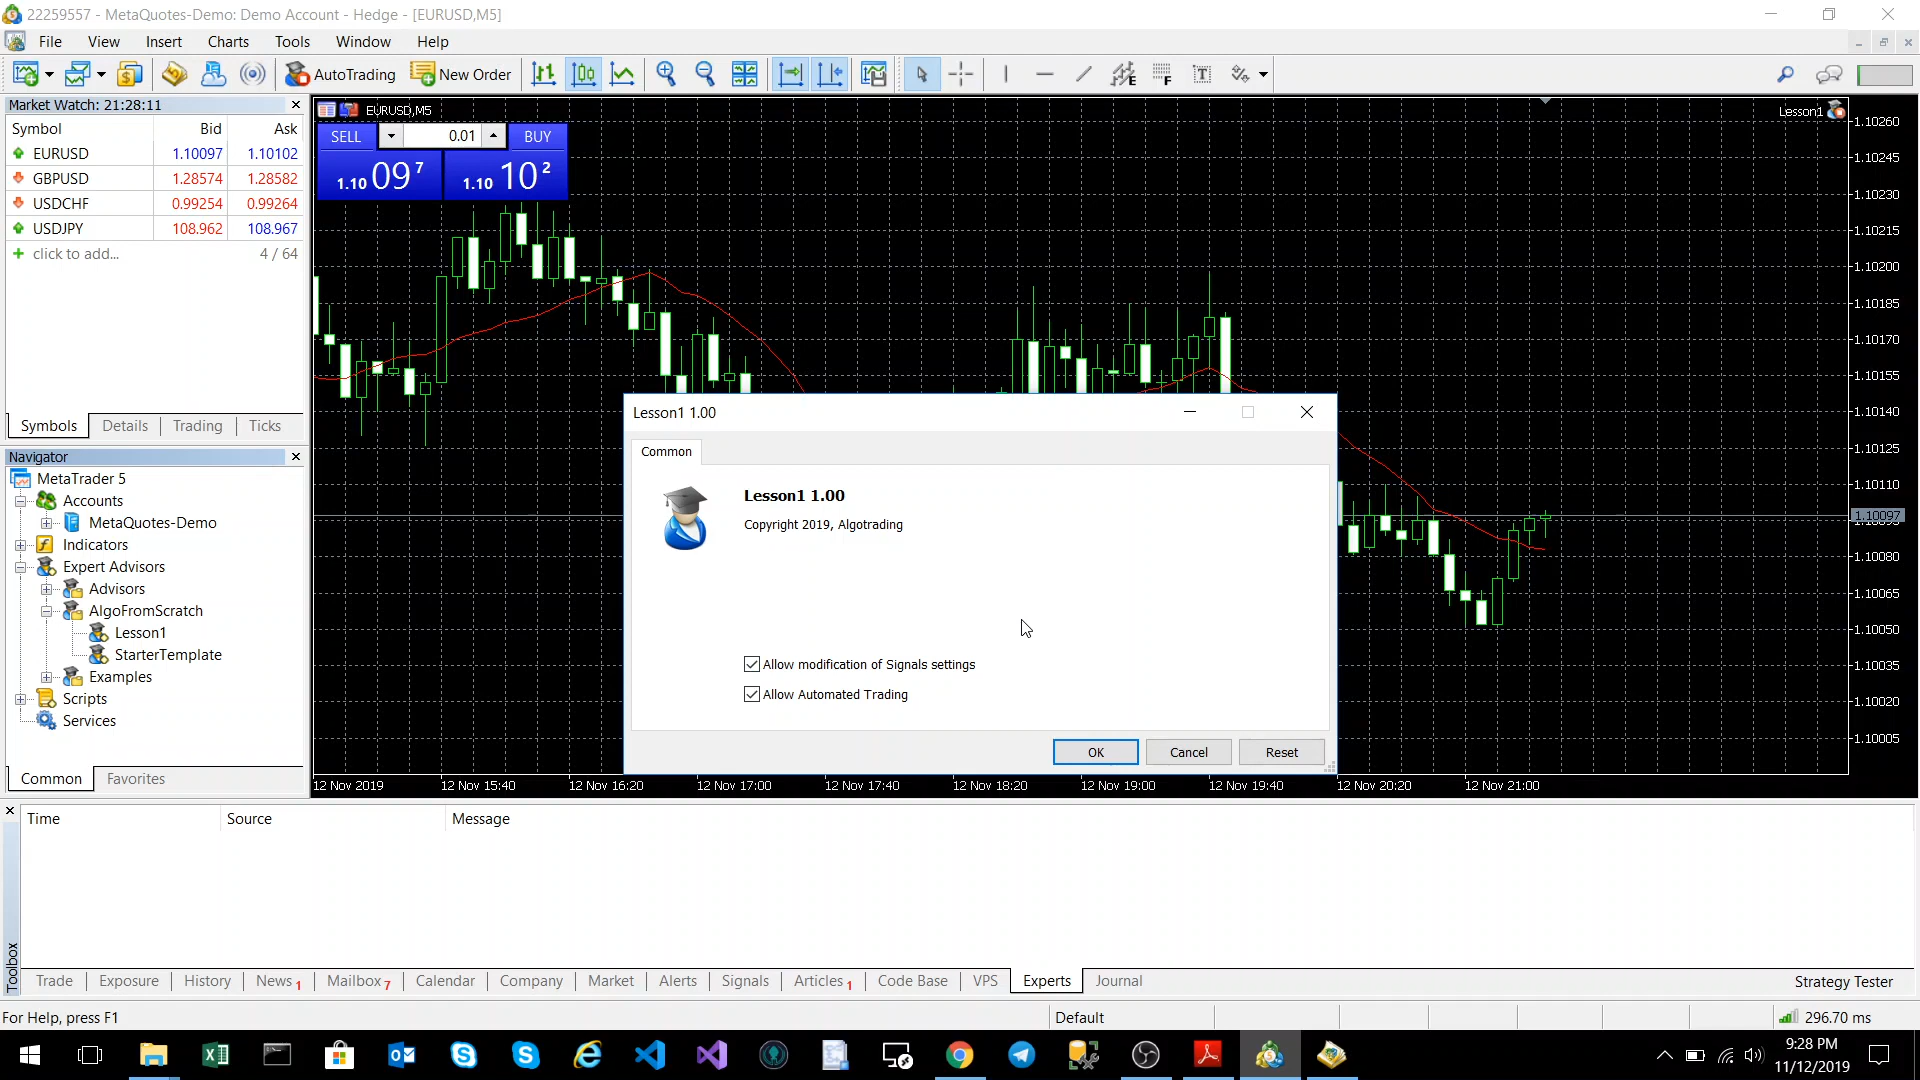 22259557 - MetaQuotes-Demo: Demo Account - Hedge - [EURUSD,M5]
File View Insert Charts Tools Window Help
AutoTrading New Order E F T
Market Watch: 21:28:11
Symbol Bid Ask
EURUSD 1.10097 1.10102
GBPUSD 1.28574 1.28582
USDCHF 0.99254 0.99264
USDJPY 108.962 108.967
click to add... 4 / 64
Symbols Details Trading Ticks
Navigator
MetaTrader 5
Accounts
MetaQuotes-Demo
Indicators
Expert Advisors
Advisors
AlgoFromScratch
Lesson1
StarterTemplate
Examples
Scripts
Services
Common Favorites
EURUSD,M5
SELL 0.01 BUY
1.10 09 7 1.10 10 2
Lesson1
1.10260
1.10245
1.10230
1.10215
1.10200
1.10185
1.10170
1.10155
1.10140
1.10125
1.10110
1.10097
1.10080
1.10065
1.10050
1.10035
1.10020
1.10005
12 Nov 2019 12 Nov 15:40 12 Nov 16:20 12 Nov 17:00 12 Nov 17:40 12 Nov 18:20 12 Nov 19:00 12 Nov 19:40 12 Nov 20:20 12 Nov 21:00
Lesson1 1.00
Common
Lesson1 1.00
Copyright 2019, Algotrading
Allow modification of Signals settings
Allow Automated Trading
OK Cancel Reset
Time Source Message
Toolbox
Trade Exposure History News 1 Mailbox 7 Calendar Company Market Alerts Signals Articles 1 Code Base VPS Experts Journal Strategy Tester
For Help, press F1 Default 296.70 ms
9:28 PM
11/12/2019